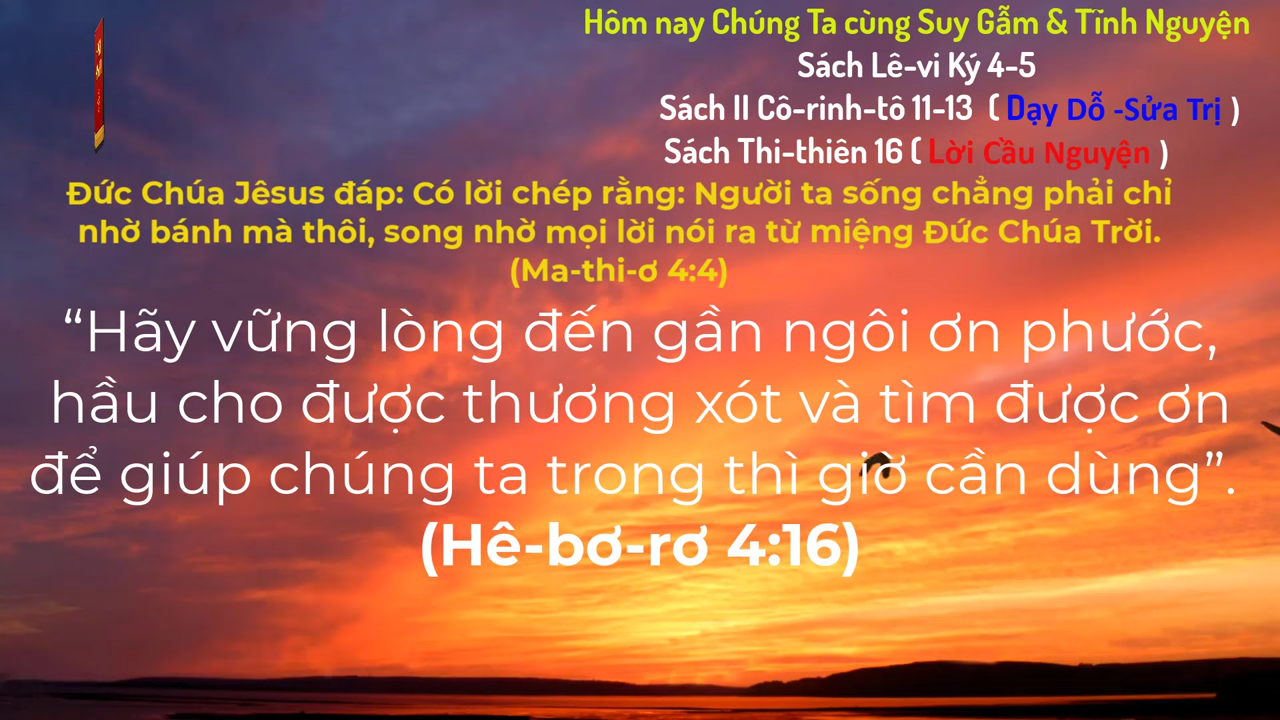 Hôm nay Chúng Ta cùng Suy Gẫm & Tĩnh Nguyện
Sách Lê-vi Ký 4-5
Sách II Cô-rinh-tô 11-13 ( Dạy Dỗ -Sửa Trị )
Sách Thi-thiên 16 ( Lời Cầu Nguyện )
Đức Chúa Jêsus đáp: Có lời chép rằng: Người ta sống chẳng phải chỉ
nhờ bánh mà thôi, song nhờ mọi lời nói ra từ miệng Đức Chúa Trời.
(Ma-thi-ơ 4:4)
“Hãy vững lòng đến gần ngôi ơn phước,
hầu cho được thương xót và tìm được ơn
để giúp chúng ta trong thì giờ cần dùng”.
(Hê-bơ-rơ 4:16)